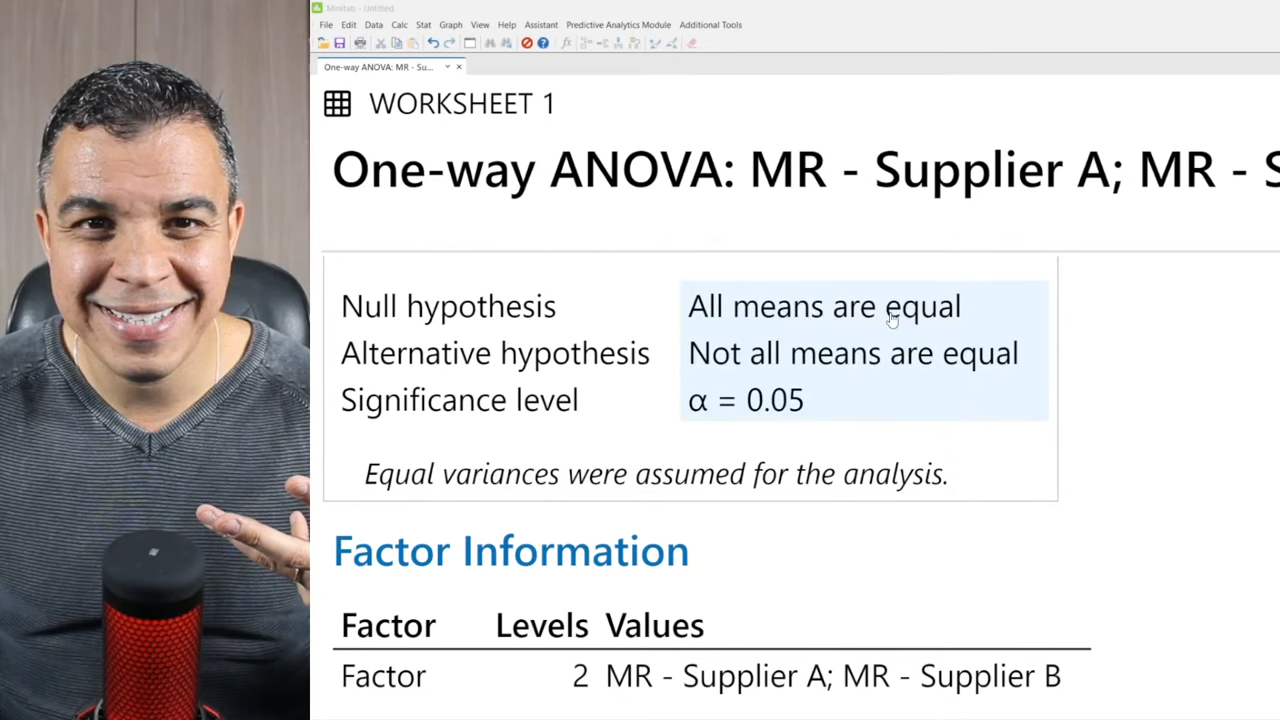 Minitab - Untitled
File Edit Data Calc Stat Graph View Help Assistant Predictive Analytics Module Additional Tools
One-way ANOVA: MR - Su...
WORKSHEET 1
One-way ANOVA: MR - Supplier A; MR - S
Null hypothesis All means are equal
Alternative hypothesis Not all means are equal
Significance level α = 0.05
Equal variances were assumed for the analysis.
Factor Information
Factor Levels Values
Factor 2 MR - Supplier A; MR - Supplier B